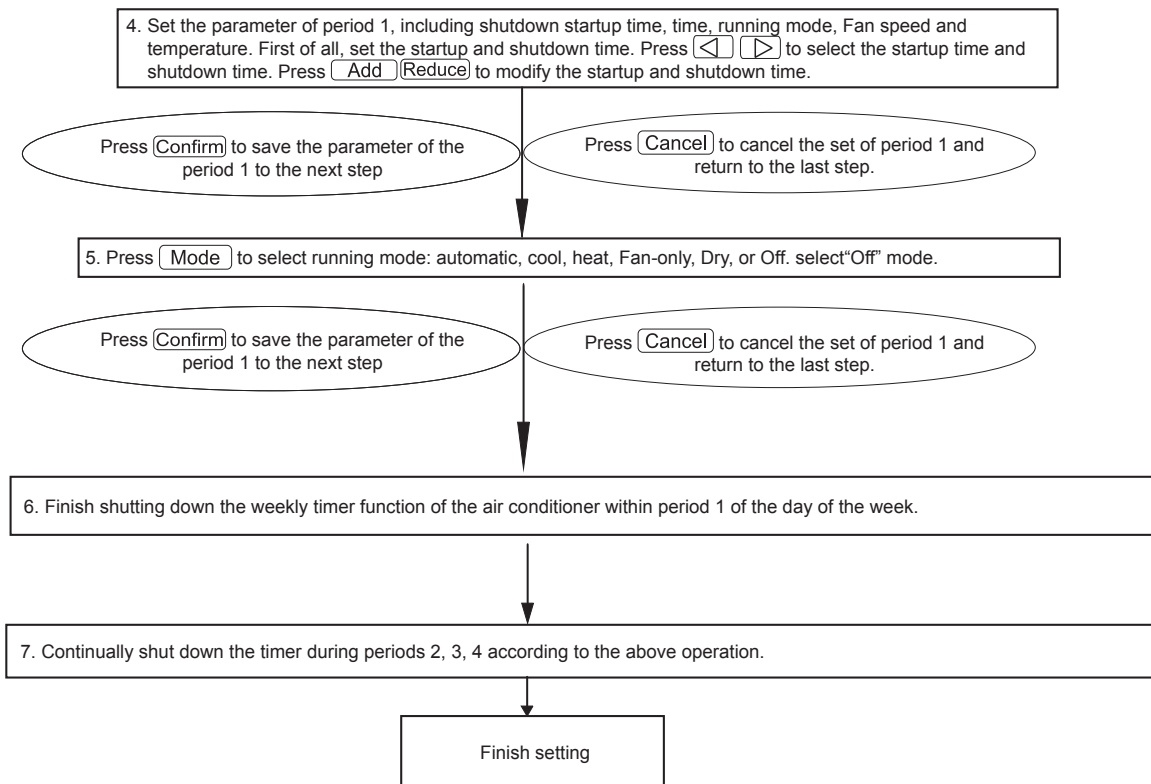 4. Set the parameter of period 1, including shutdown startup time, time, running mode, Fan speed and
temperature. First of all, set the startup and shutdown time. Press ◁ ▷ to select the startup time and
shutdown time. Press Add Reduce to modify the startup and shutdown time.
Press Confirm to save the parameter of the
period 1 to the next step
Press Cancel to cancel the set of period 1 and
return to the last step.
5. Press Mode to select running mode: automatic, cool, heat, Fan-only, Dry, or Off. select“Off” mode.
Press Confirm to save the parameter of the
period 1 to the next step
Press Cancel to cancel the set of period 1 and
return to the last step.
6. Finish shutting down the weekly timer function of the air conditioner within period 1 of the day of the week.
7. Continually shut down the timer during periods 2, 3, 4 according to the above operation.
Finish setting